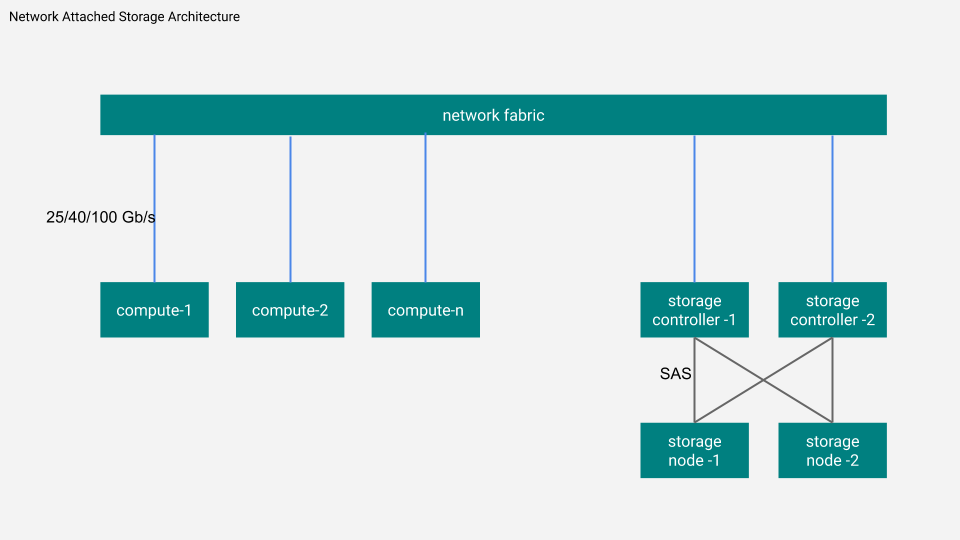 Network Attached Storage Architecture
network fabric
25/40/100 Gb/s
compute-1
compute-2
compute-n
storage
controller -1
storage
controller -2
SAS
storage
node -1
storage
node -2